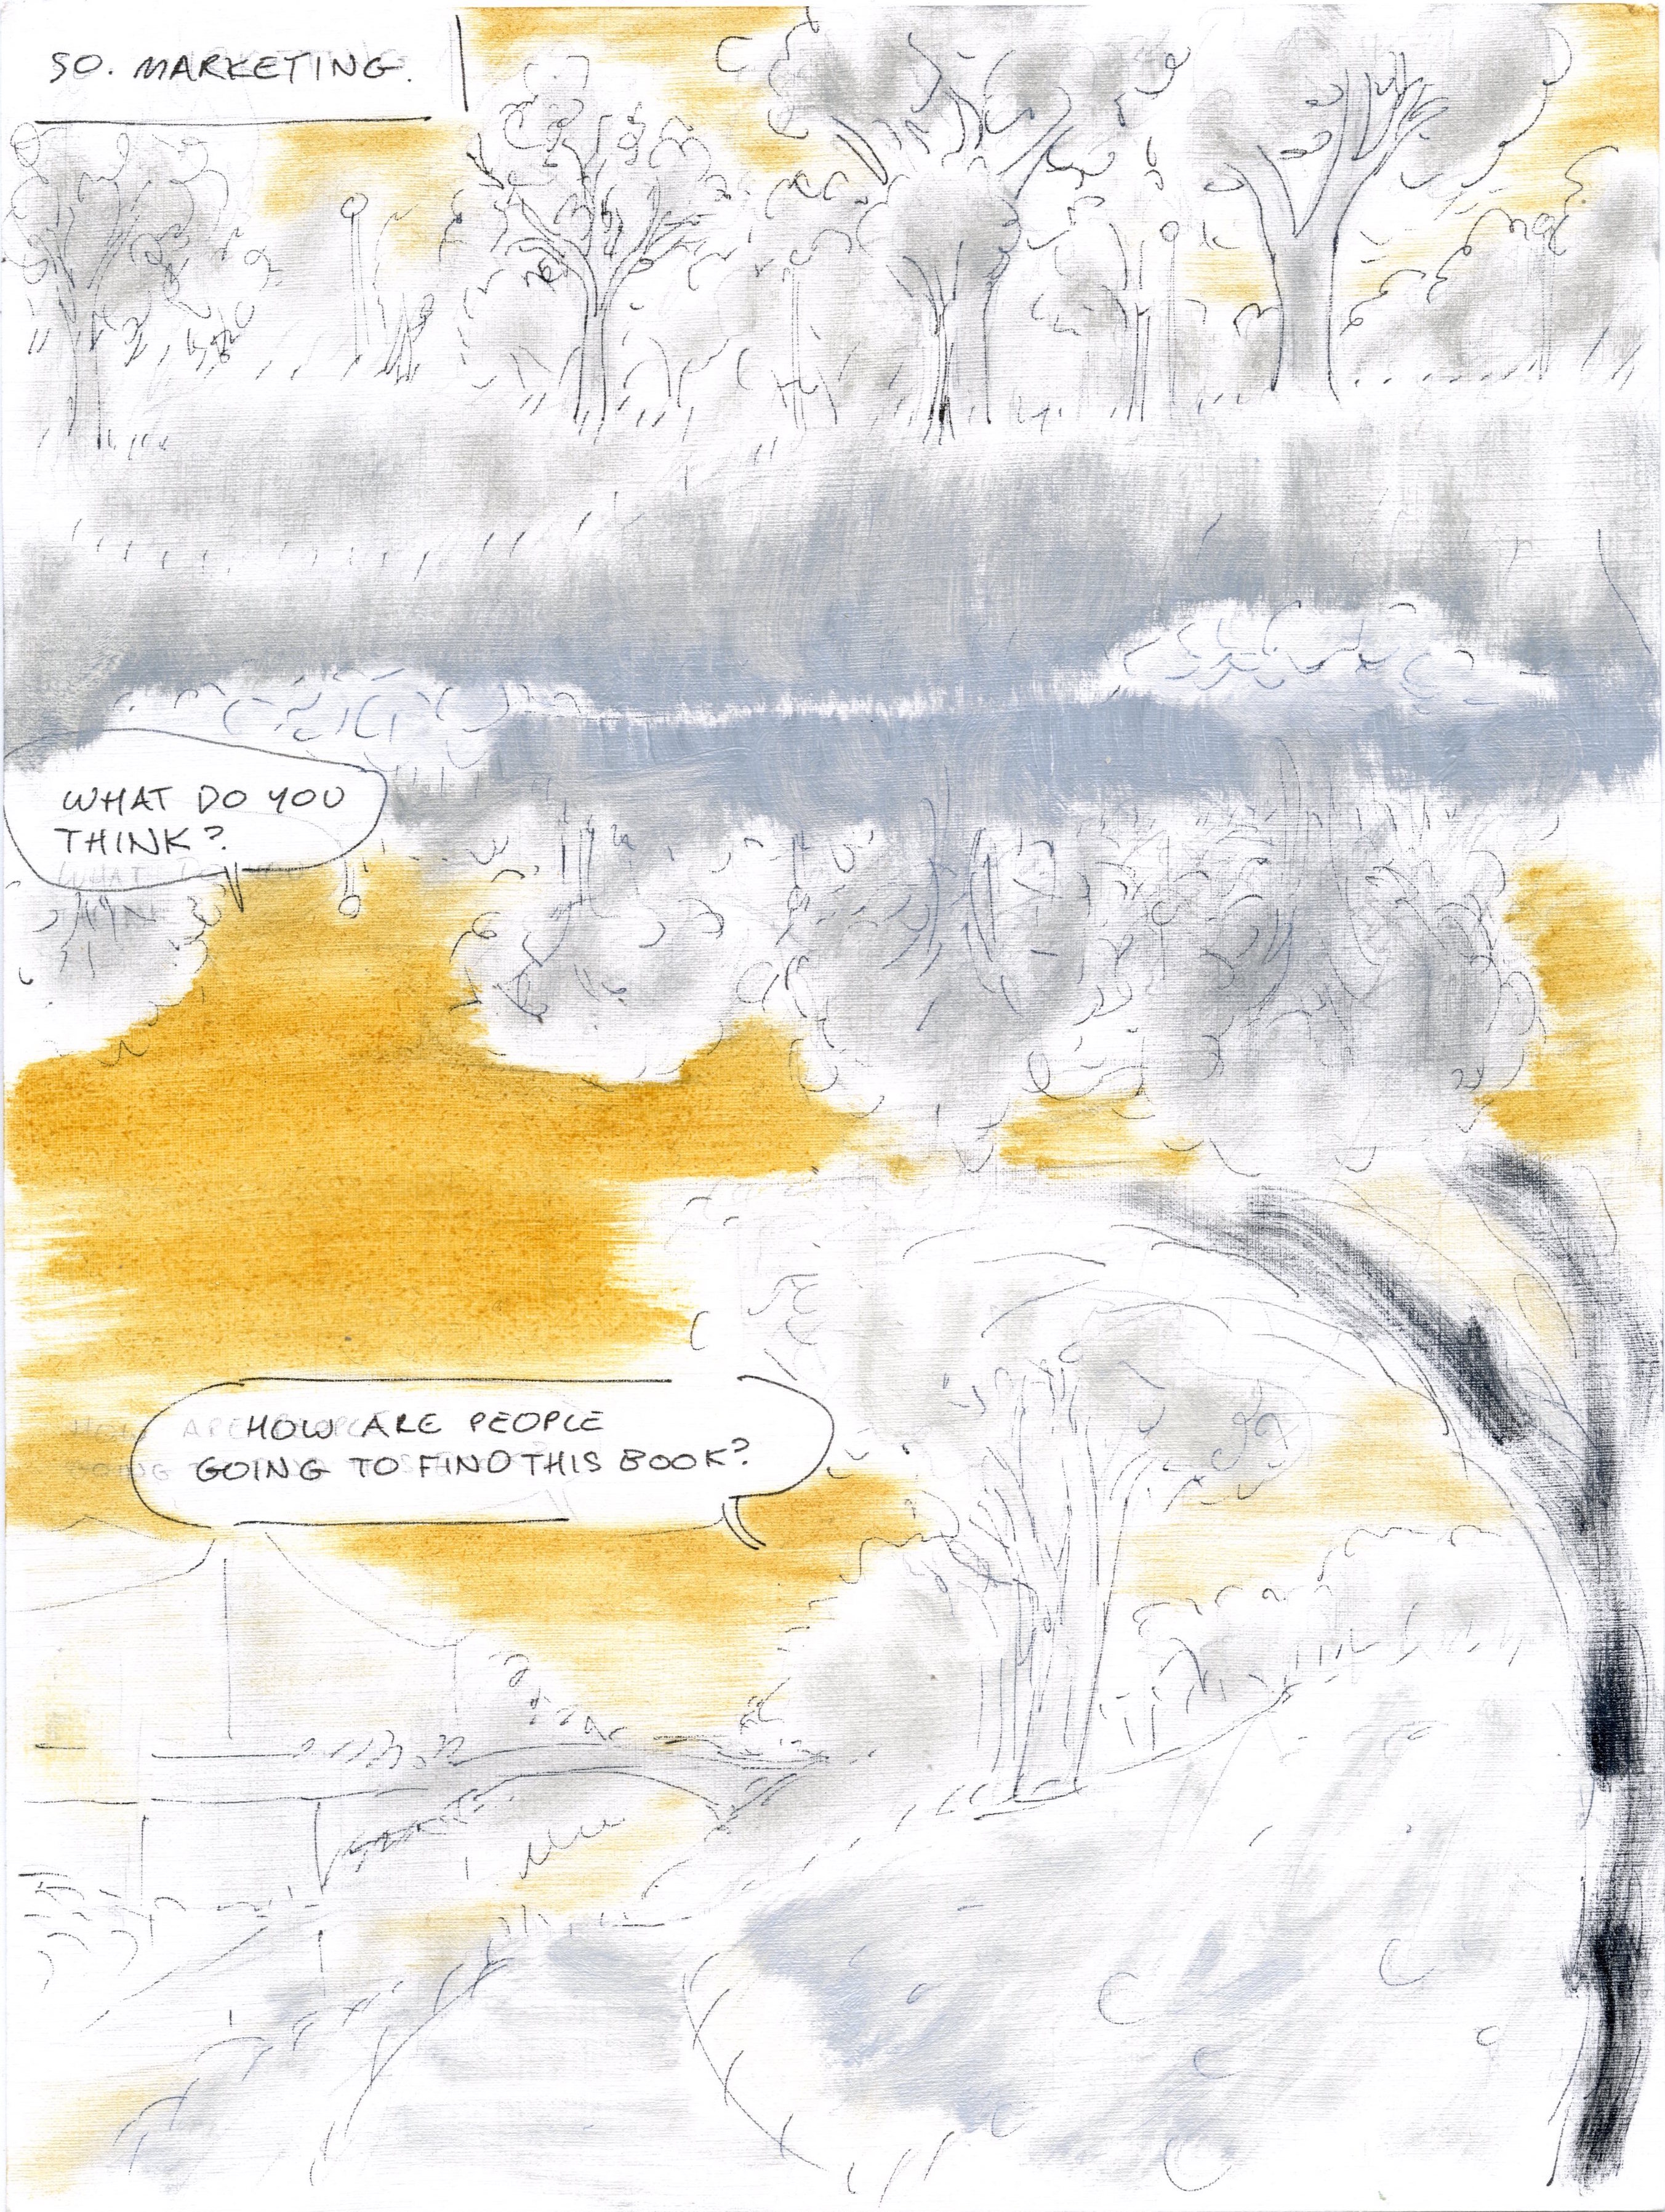 SO. MARKETING.
WHAT DO YOU
THINK?
HOW ARE PEOPLE
GOING TO FIND THIS BOOK?